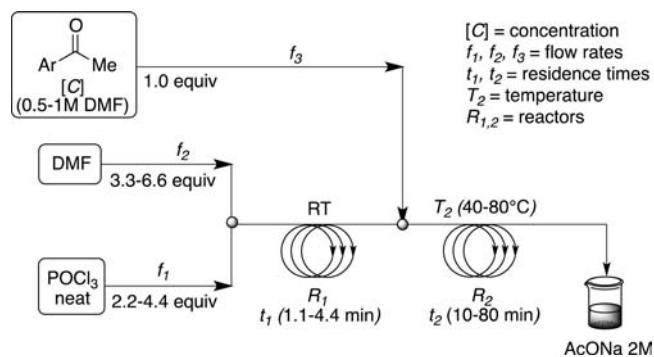 O
Ar Me
[C]
(0.5-1M DMF)
1.0 equiv
f3
[C] = concentration
f1, f2, f3 = flow rates
t1, t2 = residence times
T2 = temperature
R1,2 = reactors
DMF
f2
3.3-6.6 equiv
RT
T2 (40-80°C)
POCl3
neat
f1
2.2-4.4 equiv
R1
t1 (1.1-4.4 min)
R2
t2 (10-80 min)
AcONa 2M